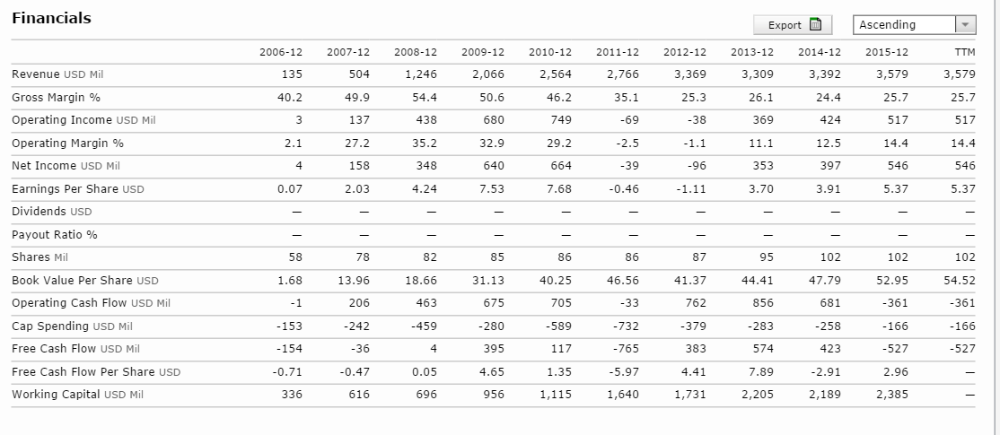 Financials
Export Ascending
2006-12 2007-12 2008-12 2009-12 2010-12 2011-12 2012-12 2013-12 2014-12 2015-12 TTM
Revenue USD Mil 135 504 1,246 2,066 2,564 2,766 3,369 3,309 3,392 3,579 3,579
Gross Margin % 40.2 49.9 54.4 50.6 46.2 35.1 25.3 26.1 24.4 25.7 25.7
Operating Income USD Mil 3 137 438 680 749 -69 -38 369 424 517 517
Operating Margin % 2.1 27.2 35.2 32.9 29.2 -2.5 -1.1 11.1 12.5 14.4 14.4
Net Income USD Mil 4 158 348 640 664 -39 -96 353 397 546 546
Earnings Per Share USD 0.07 2.03 4.24 7.53 7.68 -0.46 -1.11 3.70 3.91 5.37 5.37
Dividends USD — — — — — — — — — — —
Payout Ratio % — — — — — — — — — — —
Shares Mil 58 78 82 85 86 86 87 95 102 102 102
Book Value Per Share USD 1.68 13.96 18.66 31.13 40.25 46.56 41.37 44.41 47.79 52.95 54.52
Operating Cash Flow USD Mil -1 206 463 675 705 -33 762 856 681 -361 -361
Cap Spending USD Mil -153 -242 -459 -280 -589 -732 -379 -283 -258 -166 -166
Free Cash Flow USD Mil -154 -36 4 395 117 -765 383 574 423 -527 -527
Free Cash Flow Per Share USD -0.71 -0.47 0.05 4.65 1.35 -5.97 4.41 7.89 -2.91 2.96 —
Working Capital USD Mil 336 616 696 956 1,115 1,640 1,731 2,205 2,189 2,385 —